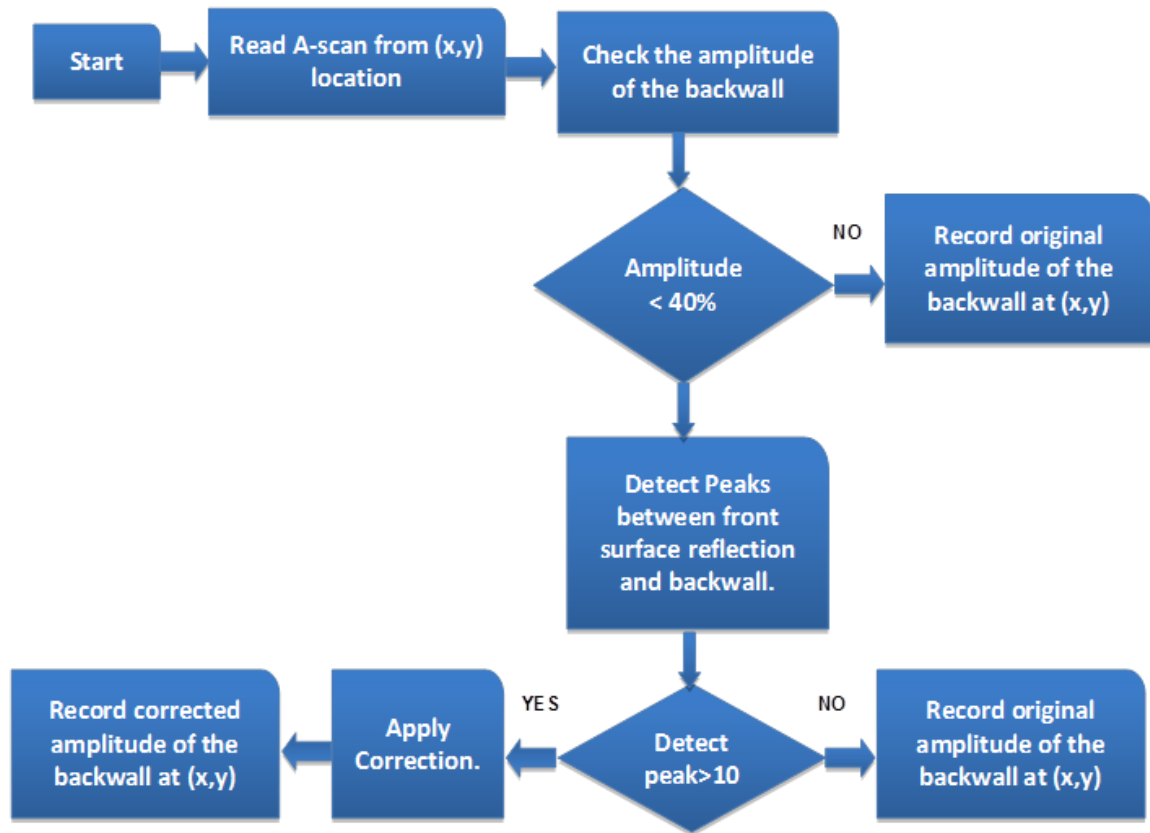 Start
Read A-scan from (x,y)
location
Check the amplitude
of the backwall
Amplitude
< 40%
NO
Record original
amplitude of the
backwall at (x,y)
Detect Peaks
between front
surface reflection
and backwall.
Detect
peak>10
YES
Apply
Correction.
Record corrected
amplitude of the
backwall at (x,y)
NO
Record original
amplitude of the
backwall at (x,y)